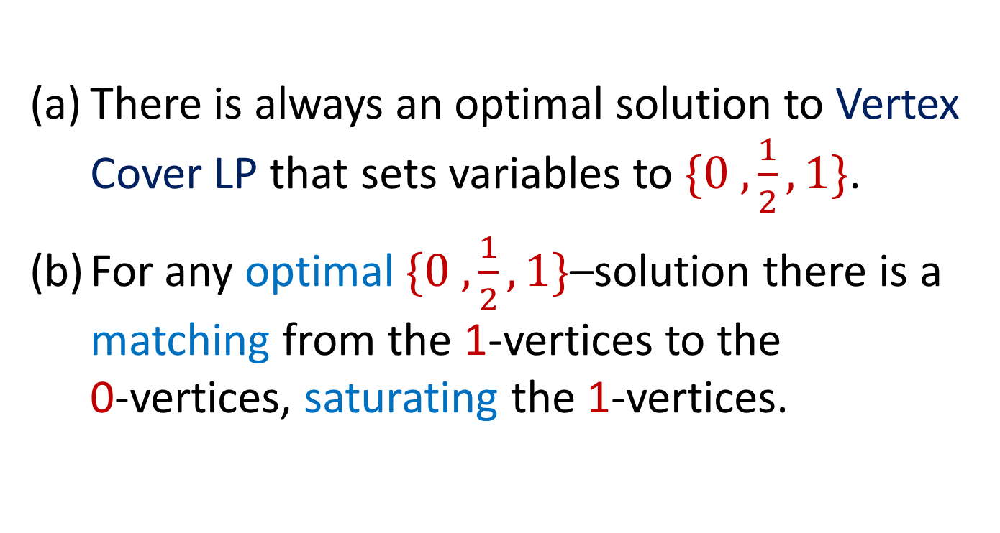 (a) There is always an optimal solution to Vertex
Cover LP that sets variables to {0 , 1/2 , 1}.
(b) For any optimal {0 , 1/2 , 1}–solution there is a
matching from the 1-vertices to the
0-vertices, saturating the 1-vertices.